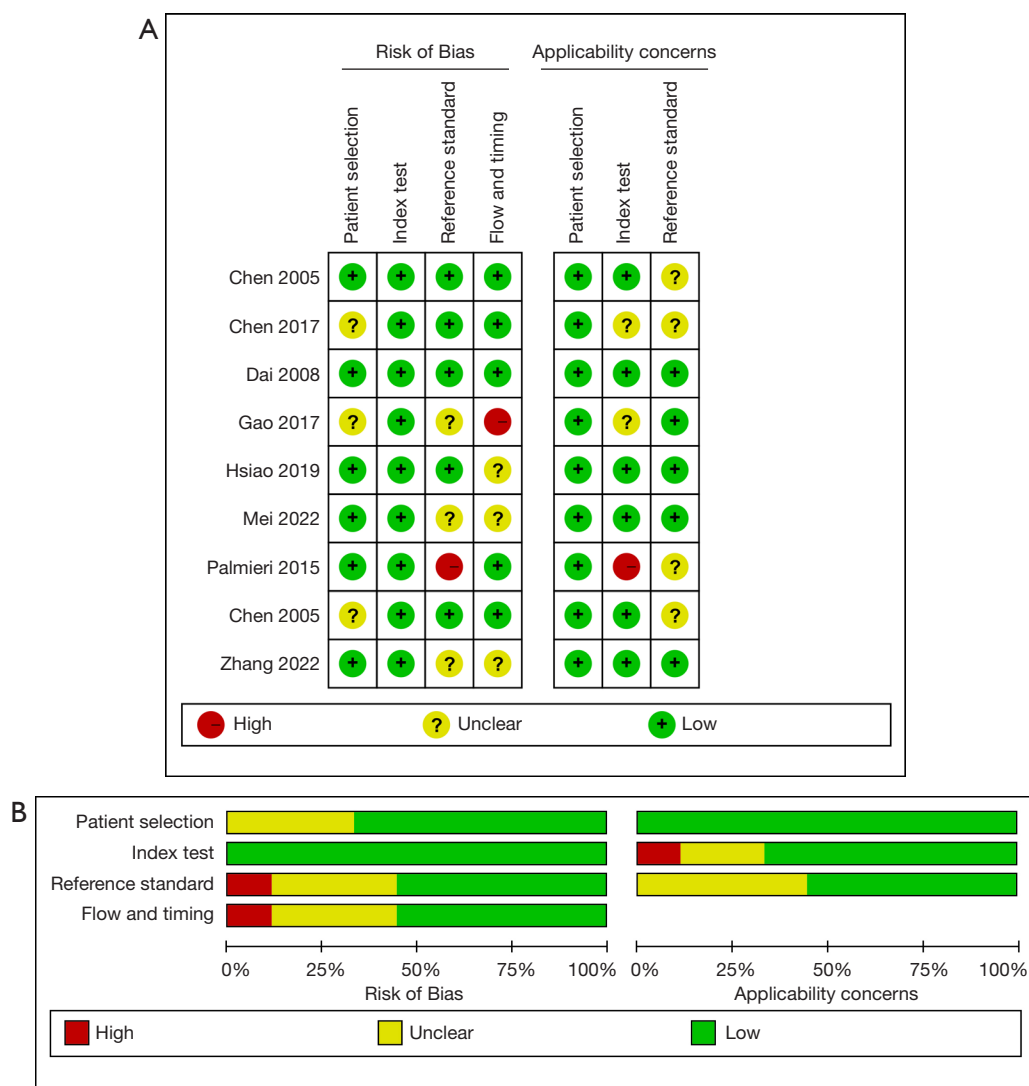 A
Risk of Bias Applicability concerns
Patient selection
Index test
Reference standard
Flow and timing
Patient selection
Index test
Reference standard
Chen 2005 + + + + + + ?
Chen 2017 ? + + + + ? ?
Dai 2008 + + + + + + +
Gao 2017 ? + ? – + ? +
Hsiao 2019 + + + ? + + +
Mei 2022 + + ? ? + + +
Palmieri 2015 + + – + + – ?
Chen 2005 ? + + + + + ?
Zhang 2022 + + ? ? + + +
– High ? Unclear + Low
B
Patient selection
Index test
Reference standard
Flow and timing
0% 25% 50% 75% 100% 0% 25% 50% 75% 100%
Risk of Bias Applicability concerns
High Unclear Low